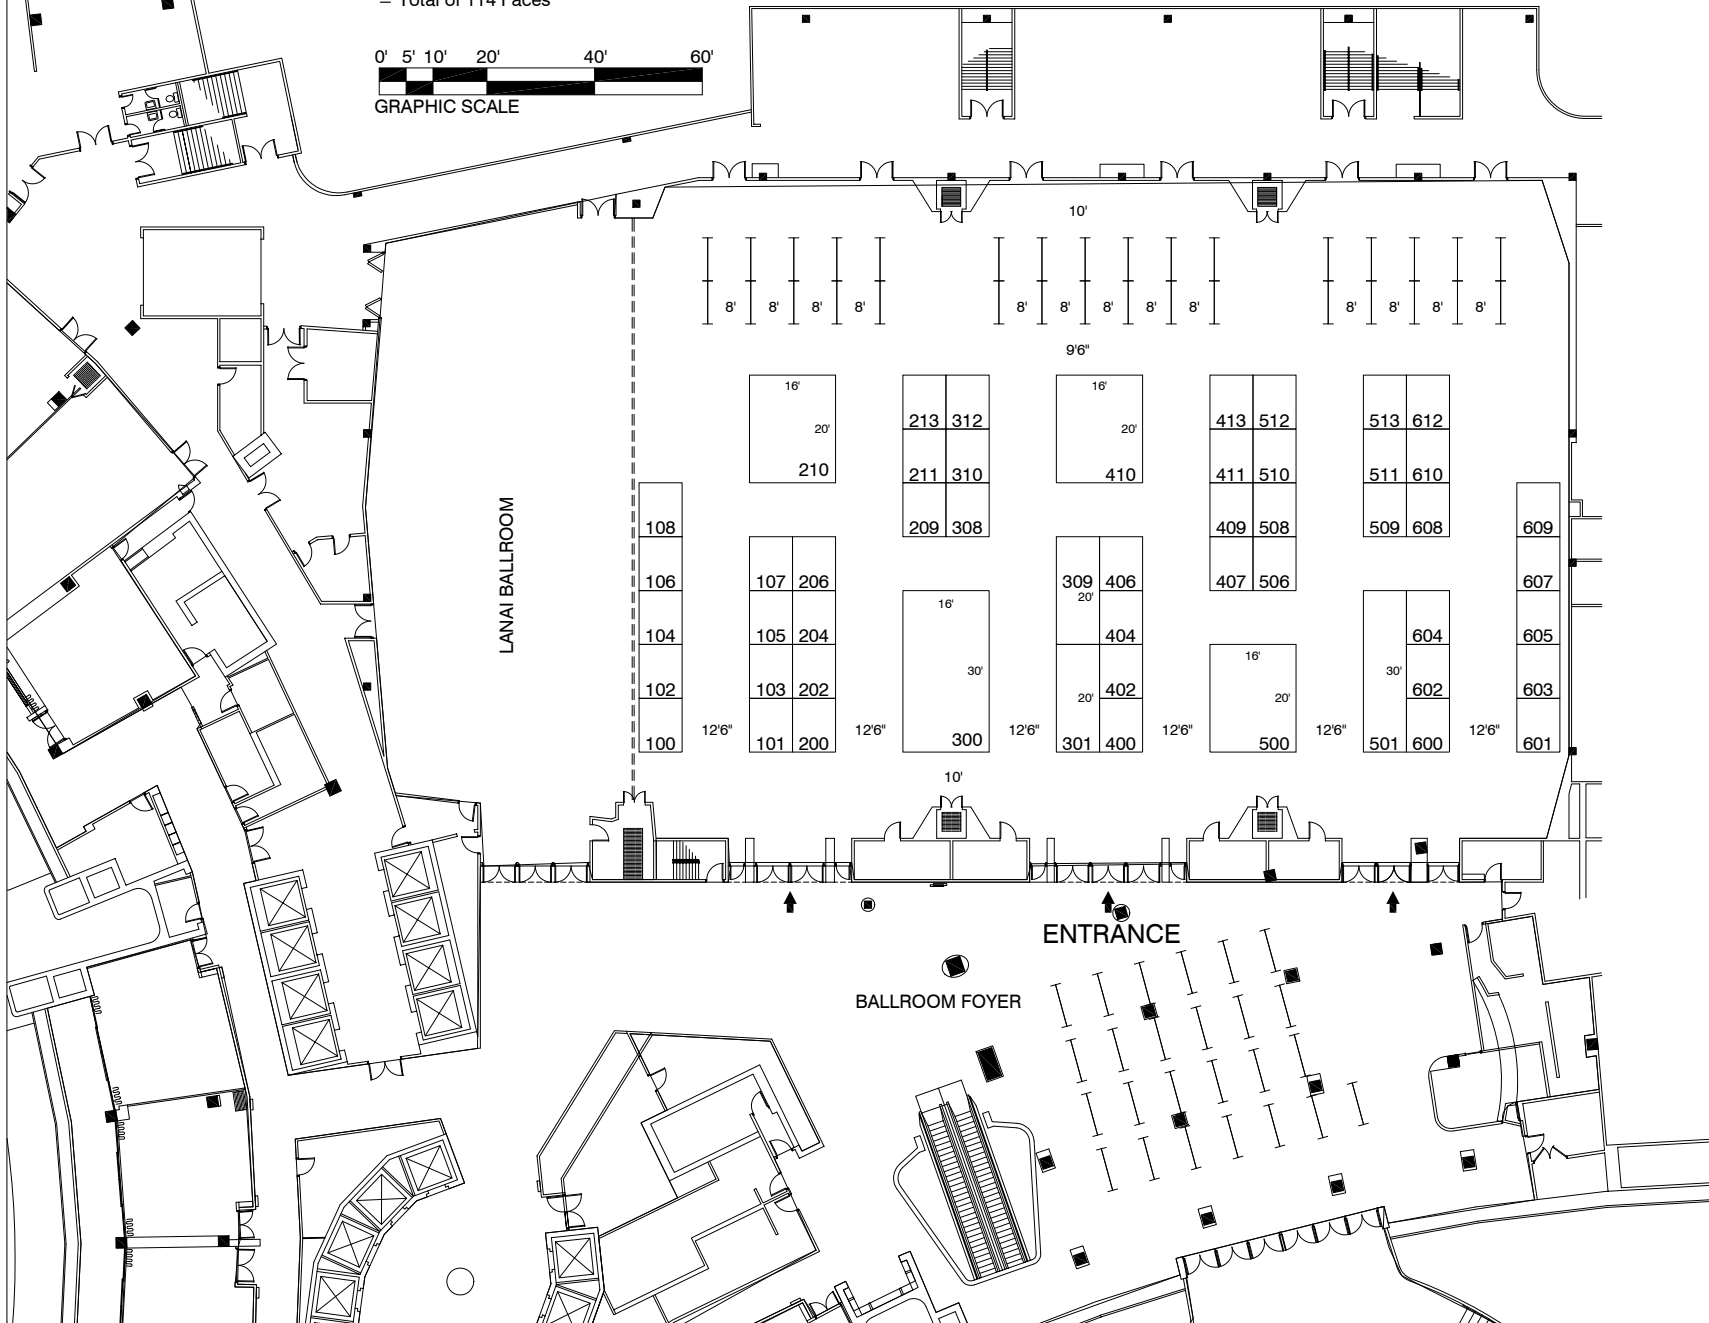 = Total of 114 Faces
0' 5' 10' 20' 40' 60'
GRAPHIC SCALE
10'
8' 8' 8' 8' 8' 8' 8' 8' 8' 8' 8' 8' 8'
9'6"
16' 16'
213 312 413 512 513 612
20' 20'
210 211 310 410 411 510 511 610
LANAI BALLROOM
108 209 308 409 508 509 608 609
106 107 206 309 406 407 506 607
20'
16'
104 105 204 404 604 605
16'
30' 30'
102 103 202 20' 402 20' 602 603
12'6" 12'6" 12'6" 12'6" 12'6" 12'6"
100 101 200 300 301 400 500 501 600 601
10'
ENTRANCE
BALLROOM FOYER